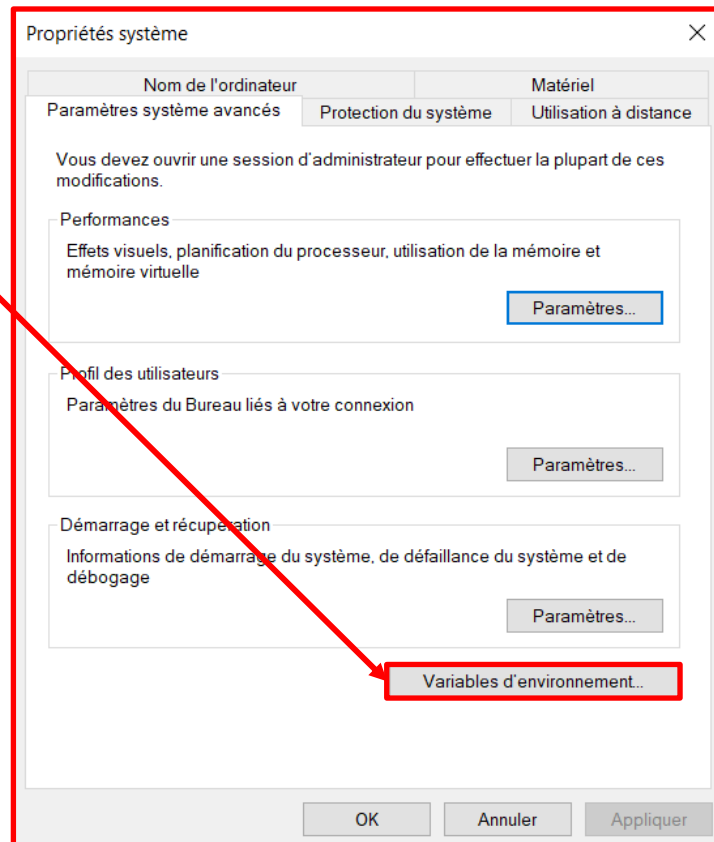 Propriétés système
Nom de l'ordinateur
Matériel
Paramètres système avancés
Protection du système
Utilisation à distance
Vous devez ouvrir une session d'administrateur pour effectuer la plupart de ces
modifications.
Performances
Effets visuels, planification du processeur, utilisation de la mémoire et
mémoire virtuelle
Paramètres...
Profil des utilisateurs
Paramètres du Bureau liés à votre connexion
Paramètres...
Démarrage et récupération
Informations de démarrage du système, de défaillance du système et de
débogage
Paramètres...
Variables d'environnement...
OK
Annuler
Appliquer